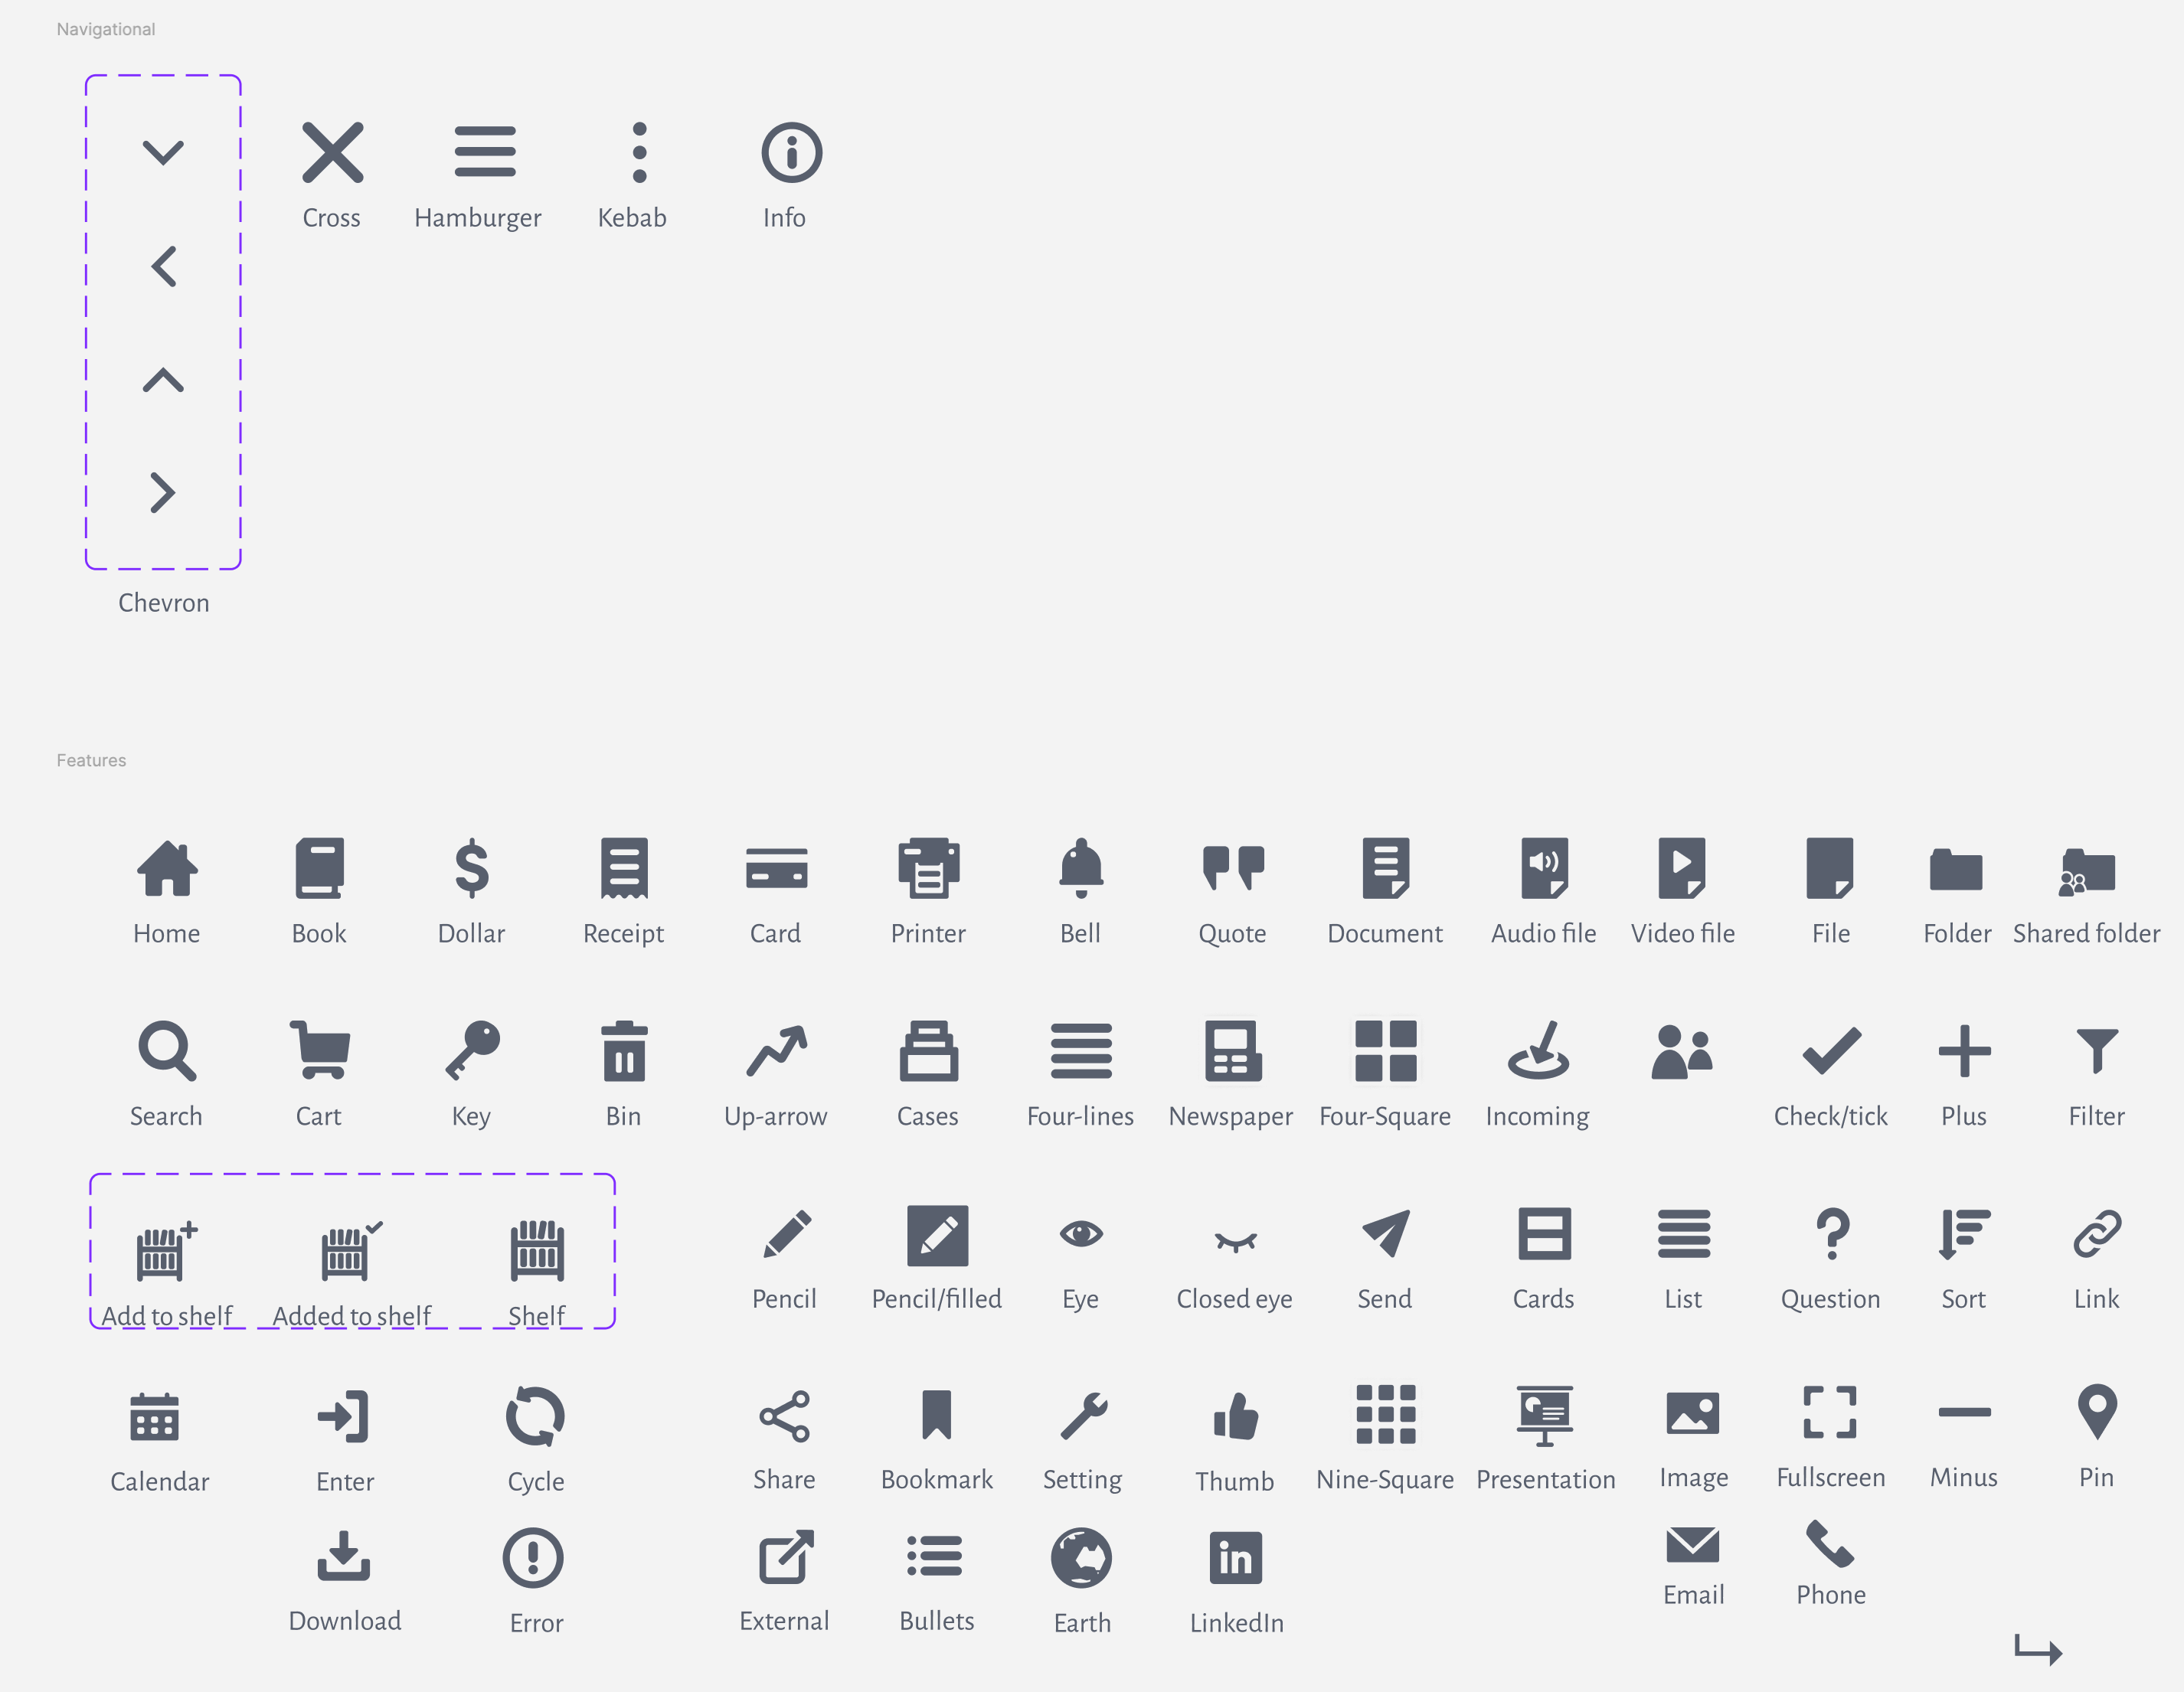 Navigational
Cross Hamburger Kebab Info
Chevron
Features
Home Book Dollar Receipt Card Printer Bell Quote Document Audio file Video file File Folder Shared folder
Search Cart Key Bin Up-arrow Cases Four-lines Newspaper Four-Square Incoming Check/tick Plus Filter
Add to shelf Added to shelf Shelf Pencil Pencil/filled Eye Closed eye Send Cards List Question Sort Link
Calendar Enter Cycle Share Bookmark Setting Thumb Nine-Square Presentation Image Fullscreen Minus Pin
in
Download Error External Bullets Earth LinkedIn Email Phone